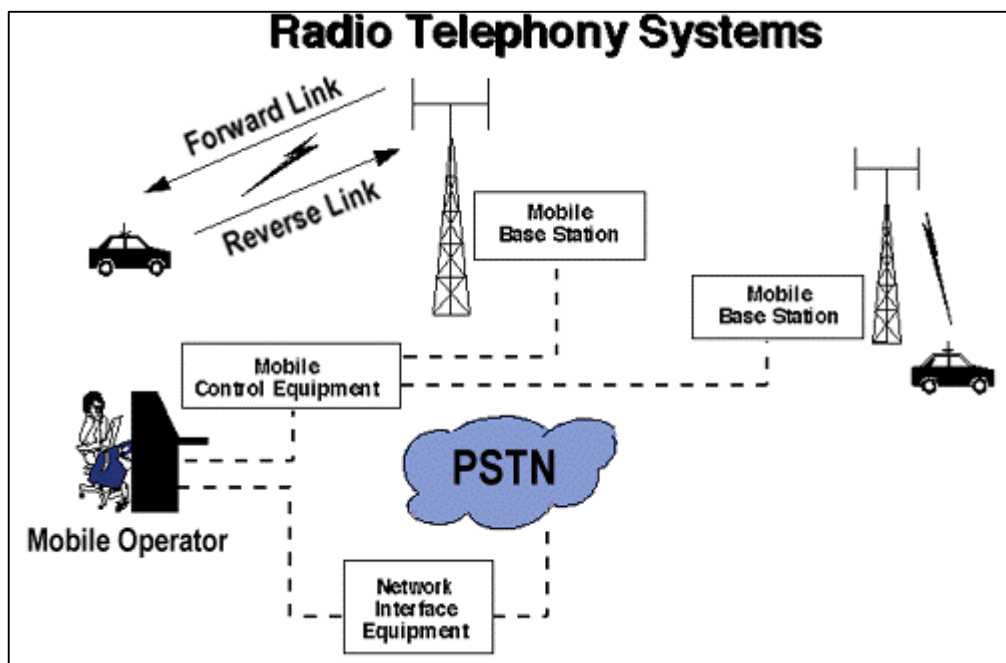 Radio Telephony Systems
Forward Link
Reverse Link
Mobile
Base Station
Mobile
Base Station
Mobile
Control Equipment
PSTN
Mobile Operator
Network
Interface
Equipment